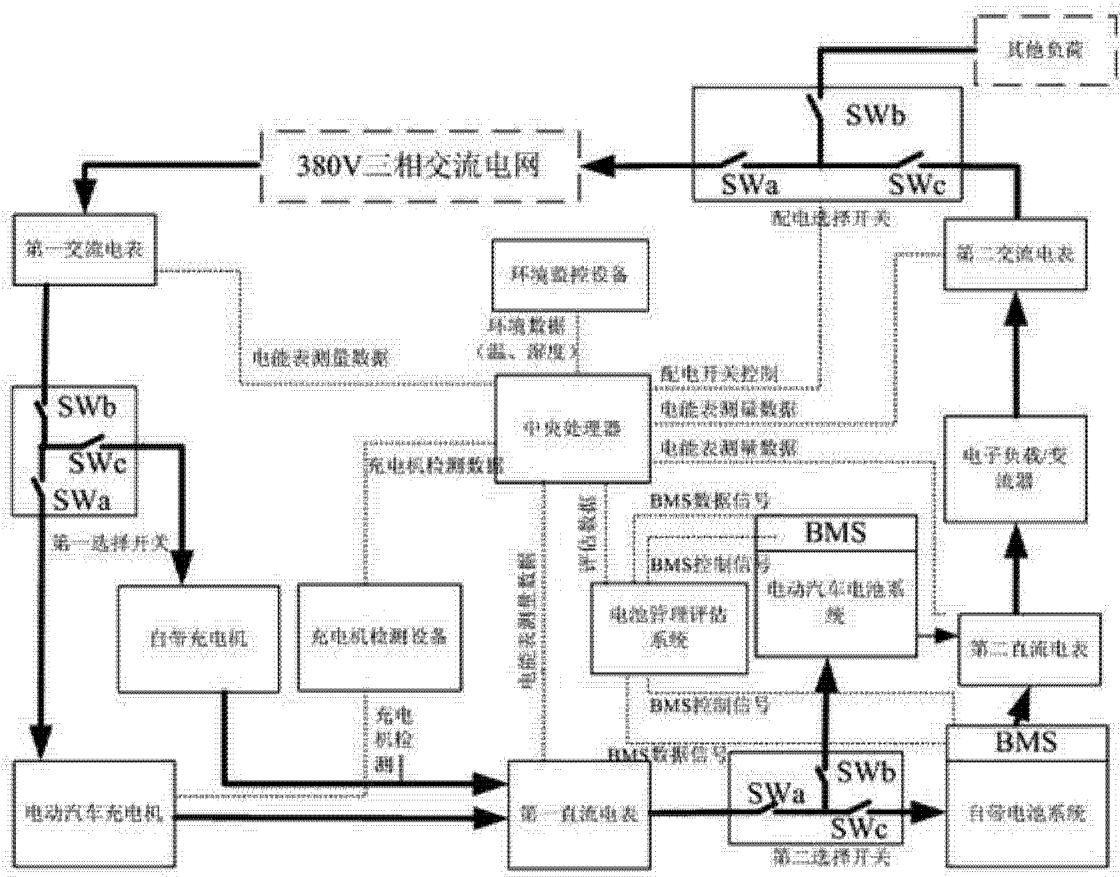 其他负荷
SWb
380V三相交流电网
SWa
SWc
配电选择开关
第一交流电表
第二交流电表
环境监控设备
环境数据
（温、湿度）
电能表测量数据
配电开关控制
电能表测量数据
电能表测量数据
中央处理器
SWb
SWc
SWa
第一选择开关
充电机检测数据
电子负载/变
流器
BMS数据信号
BMS
BMS控制信号
电动汽车电池系
统
评估数据
电能表测量数据
自带充电机
充电机检测设备
电池管理评估
系统
第二直流电表
BMS控制信号
充电
机检
测
BMS数据信号
BMS
电动汽车充电机
第一直流电表
SWa
SWb
SWc
第二选择开关
自带电池系统